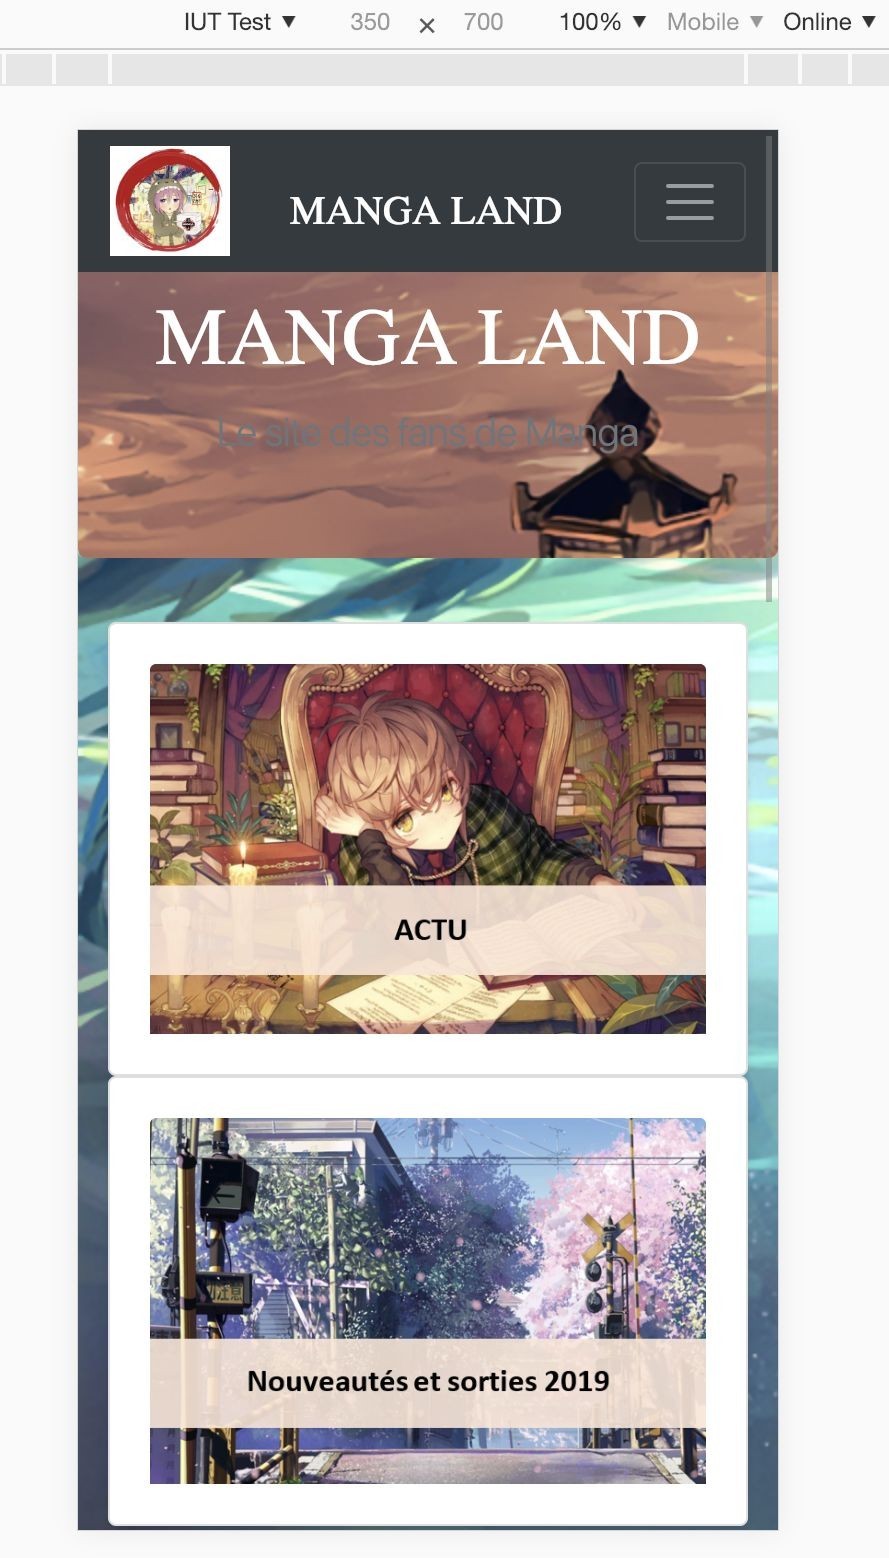 IUT Test ▼ 350 × 700 100% ▼ Mobile ▼ Online ▼
MANGA LAND
MANGA LAND
Le site des fans de Manga
ACTU
Nouveautés et sorties 2019